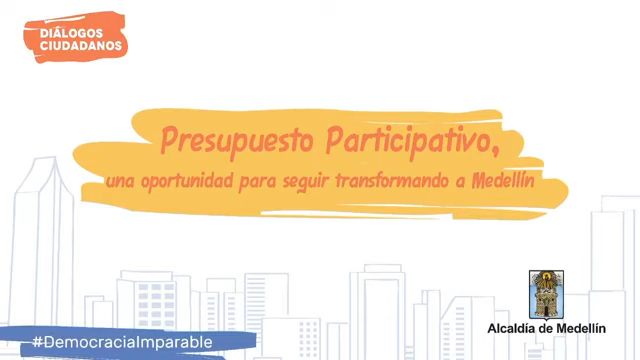 DIÁLOGOS
CIUDADANOS
Presupuesto Participativo,
una oportunidad para seguir transformando a Medellín
Alcaldía de Medellín
#DemocraciaImparable